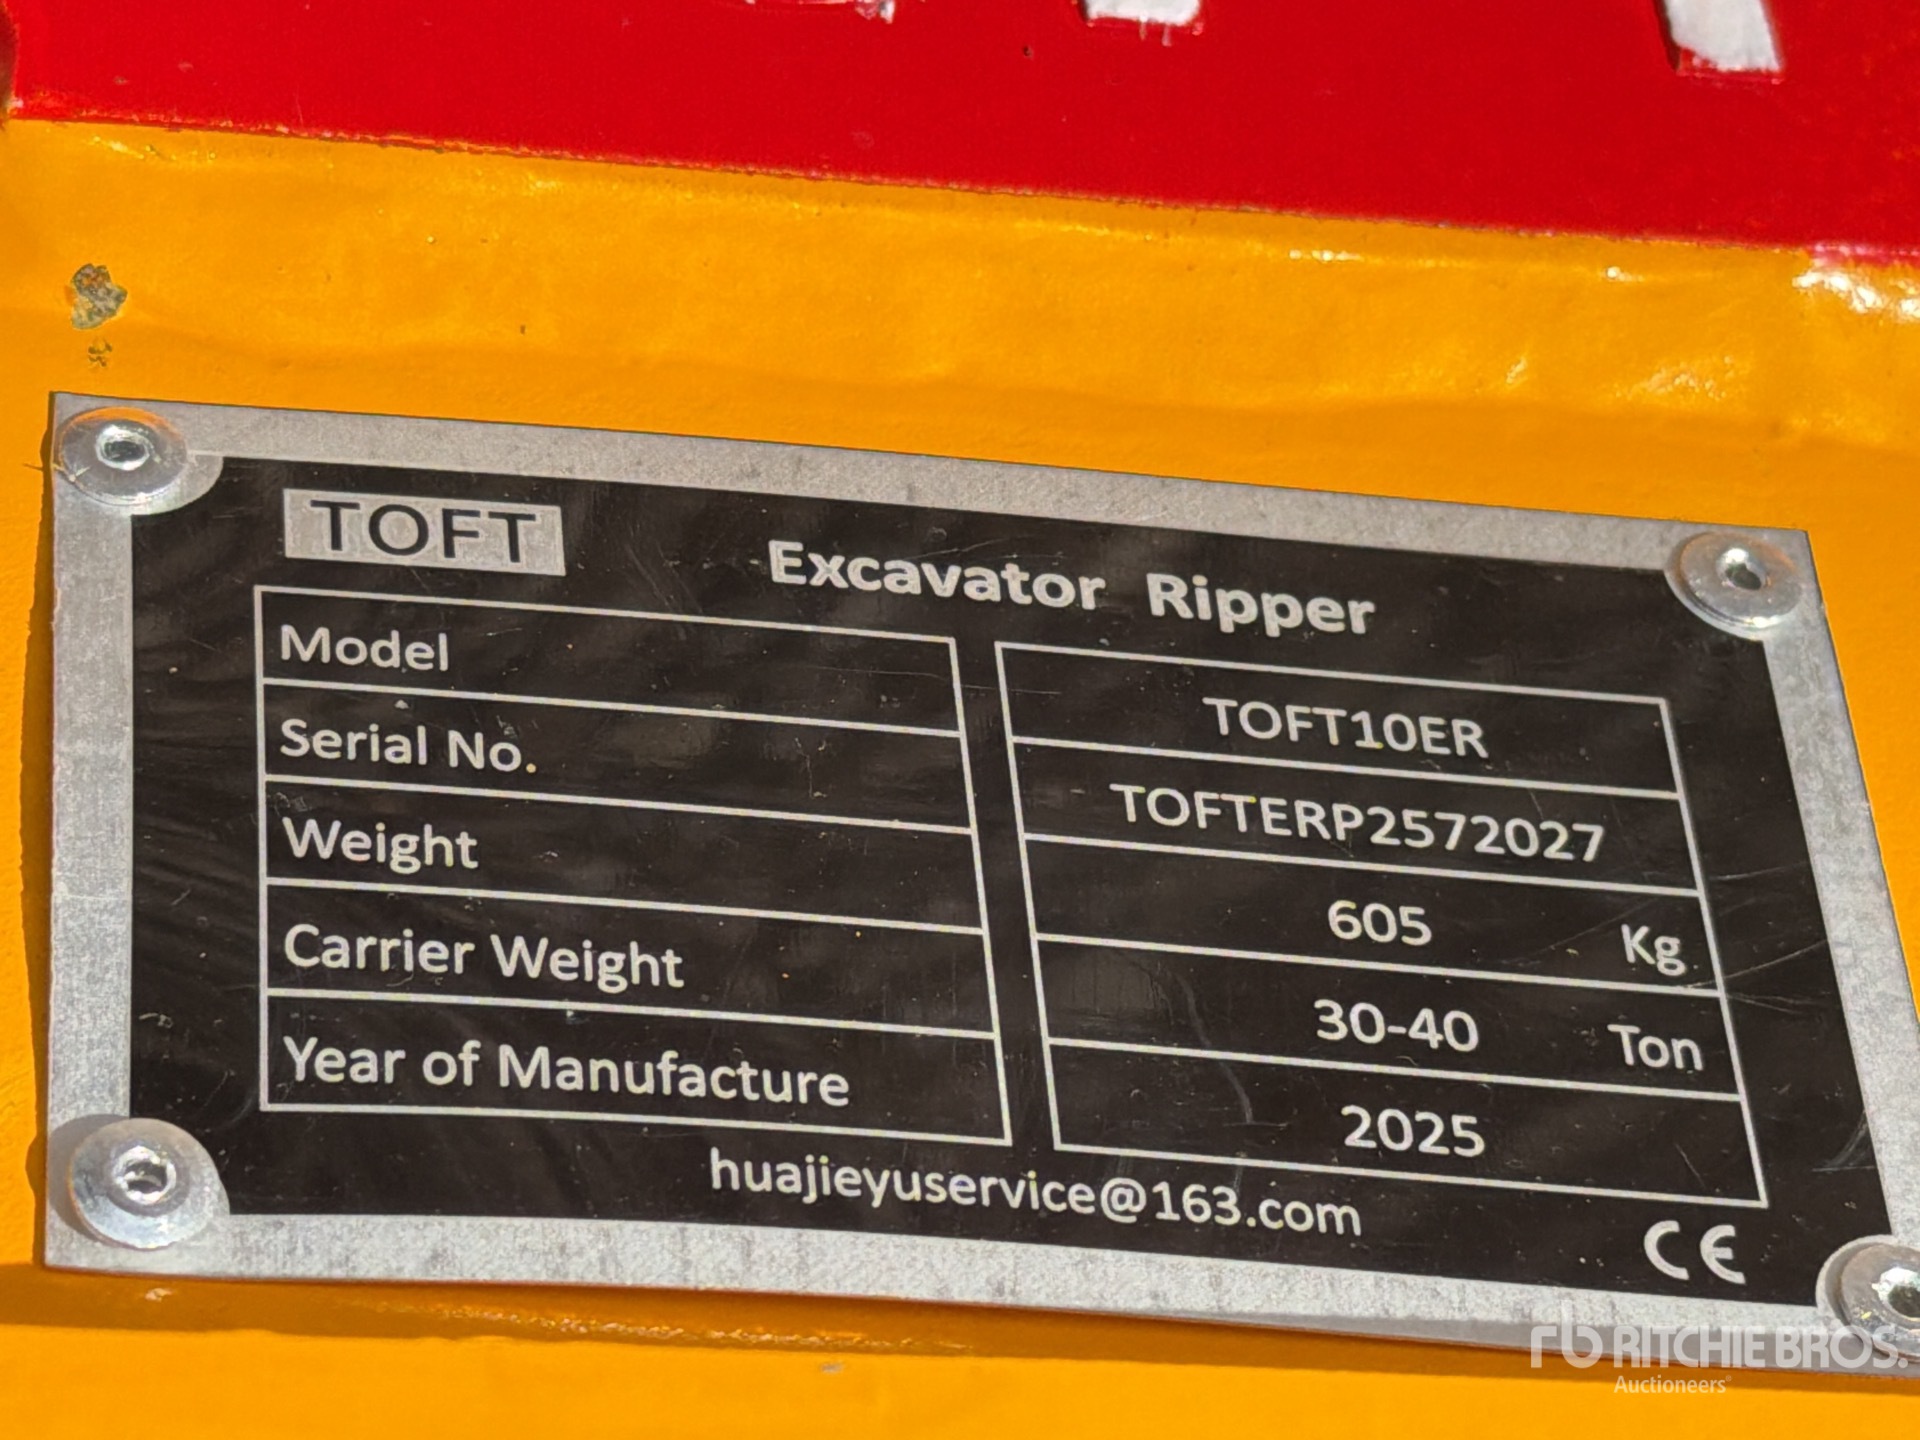 TOFT
Excavator Ripper
Model TOFT10ER
Serial No. TOFTERP2572027
Weight 605 Kg
Carrier Weight 30-40 Ton
Year of Manufacture 2025
huajieyuservice@163.com
CE
rb RITCHIE BROS.
Auctioneers